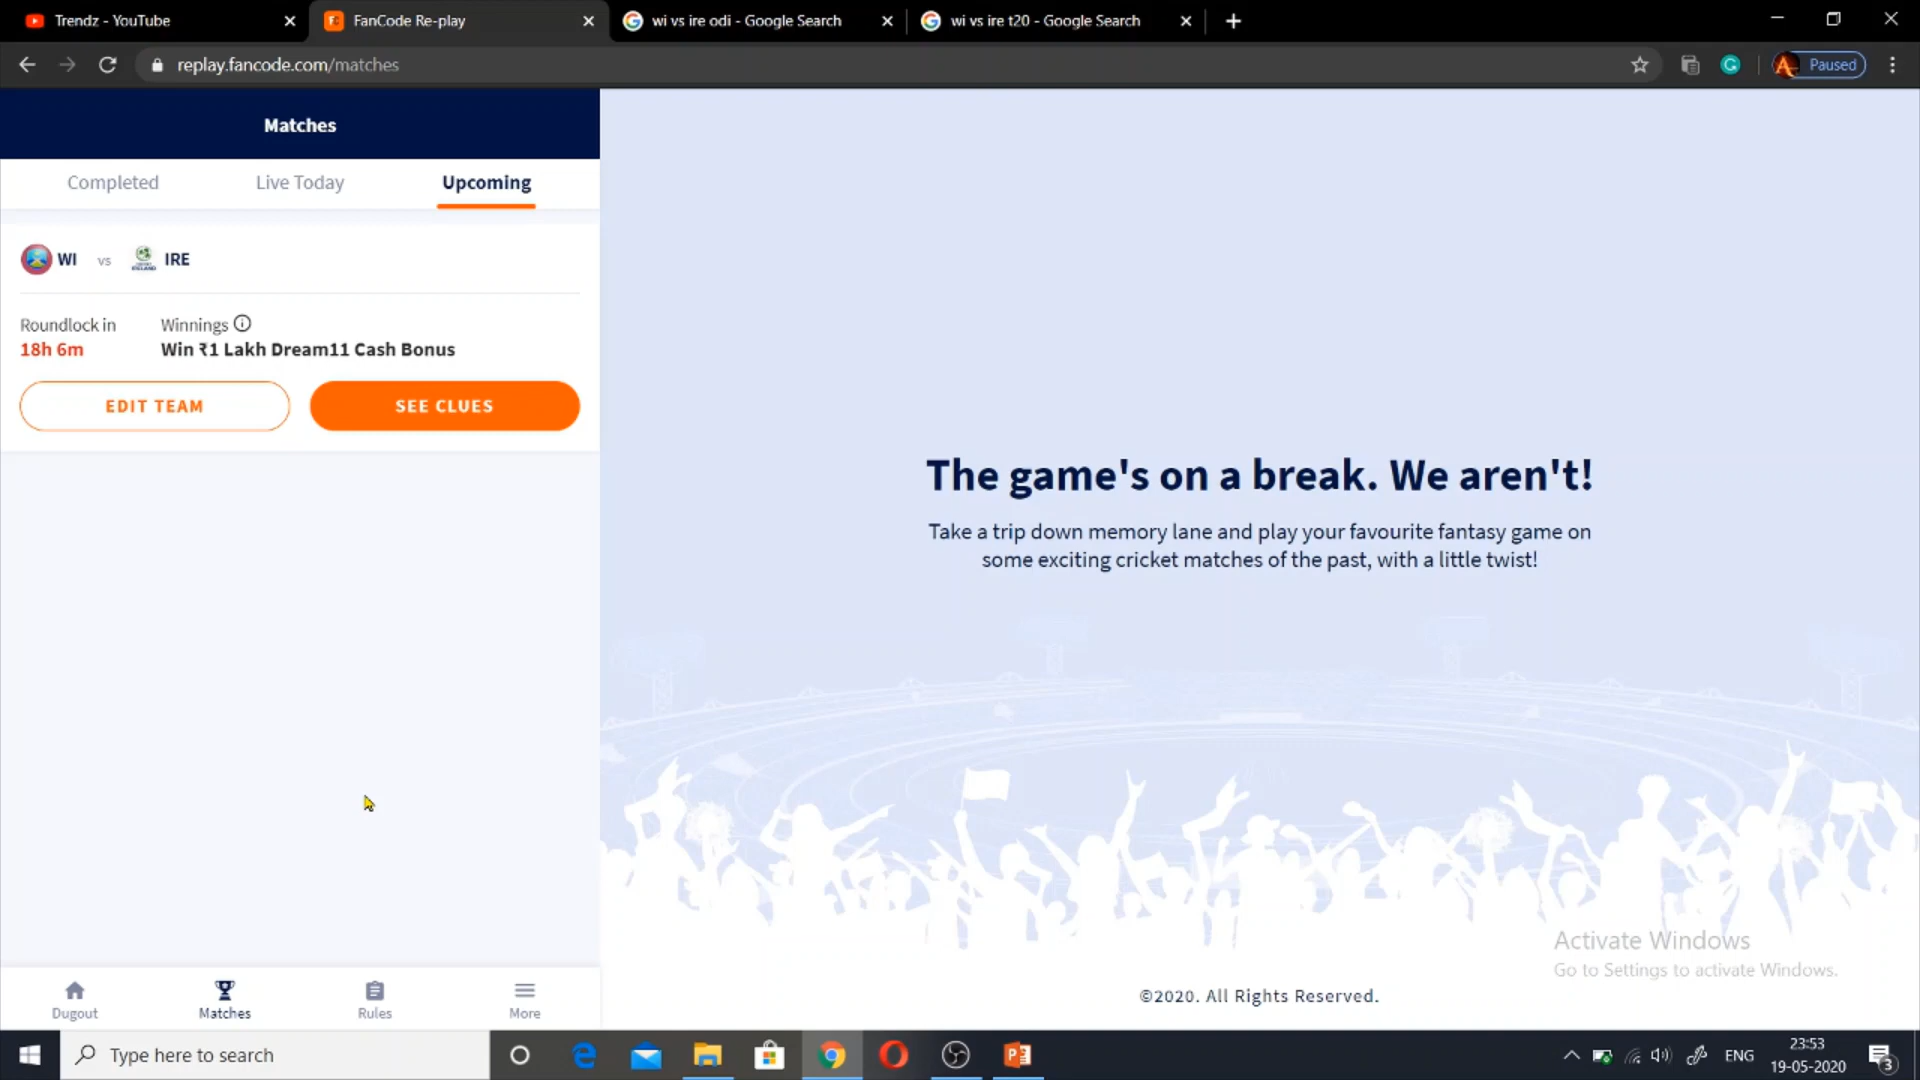 Trendz - YouTube
FanCode Re-play
wi vs ire odi - Google Search
wi vs ire t20 - Google Search
replay.fancode.com/matches
Paused
Matches
Completed
Live Today
Upcoming
WI vs IRE
Roundlock in
18h 6m
Winnings
Win ₹1 Lakh Dream11 Cash Bonus
EDIT TEAM
SEE CLUES
The game's on a break. We aren't!
Take a trip down memory lane and play your favourite fantasy game on
some exciting cricket matches of the past, with a little twist!
Activate Windows
Go to Settings to activate Windows.
©2020. All Rights Reserved.
Dugout
Matches
Rules
More
Type here to search
ENG
23:53
19-05-2020
3